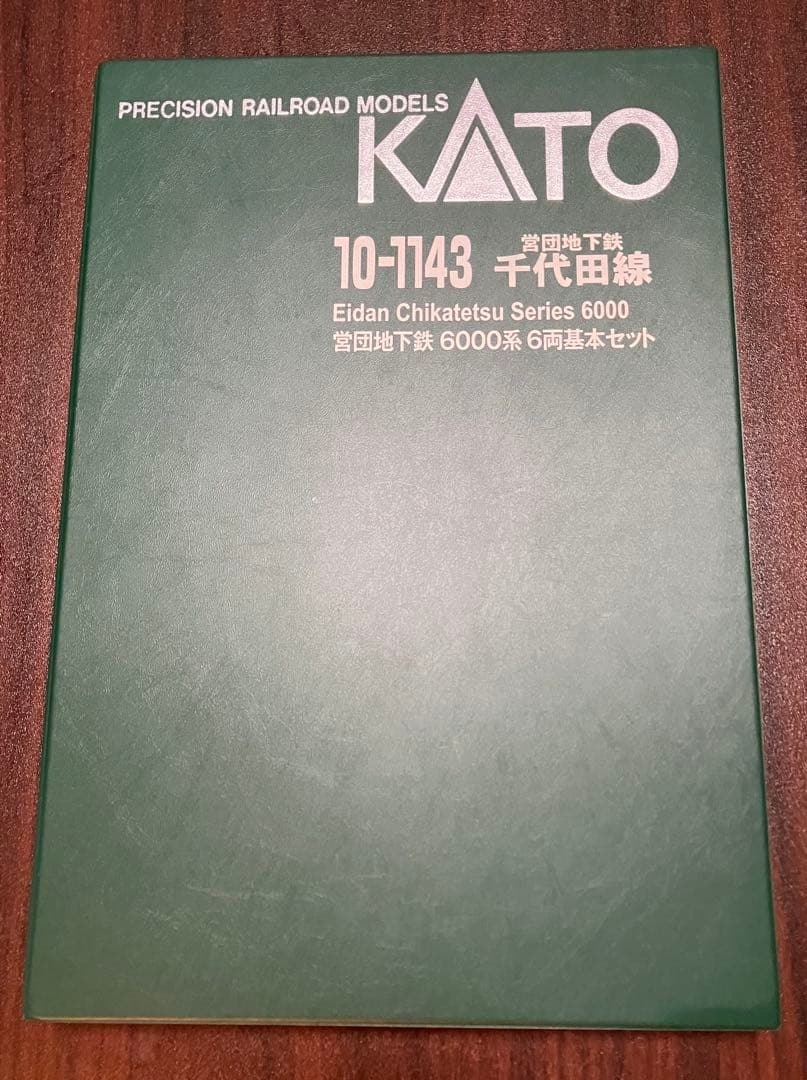 PRECISION RAILROAD MODELS
KATO
10-1143 営団地下鉄 千代田線
Eidan Chikatetsu Series 6000
営団地下鉄 6000系 6両基本セット